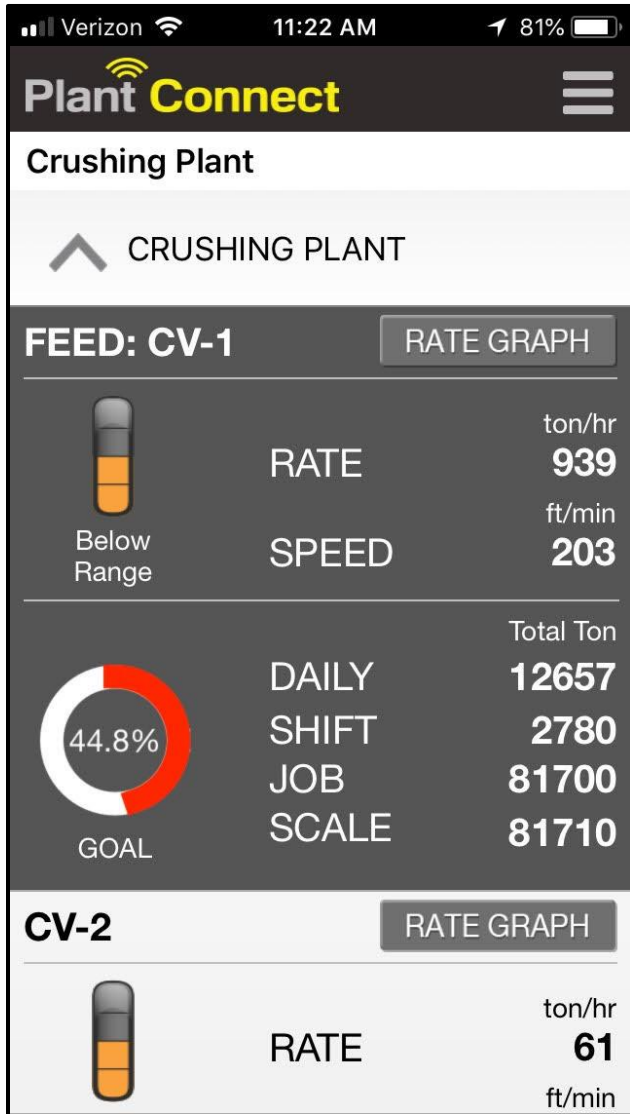 Verizon 11:22 AM 81%
Plant Connect
Crushing Plant
CRUSHING PLANT
FEED: CV-1 RATE GRAPH
ton/hr
RATE 939
ft/min
Below
Range
SPEED 203
Total Ton
DAILY 12657
44.8%
SHIFT 2780
JOB 81700
GOAL
SCALE 81710
CV-2 RATE GRAPH
ton/hr
RATE 61
ft/min